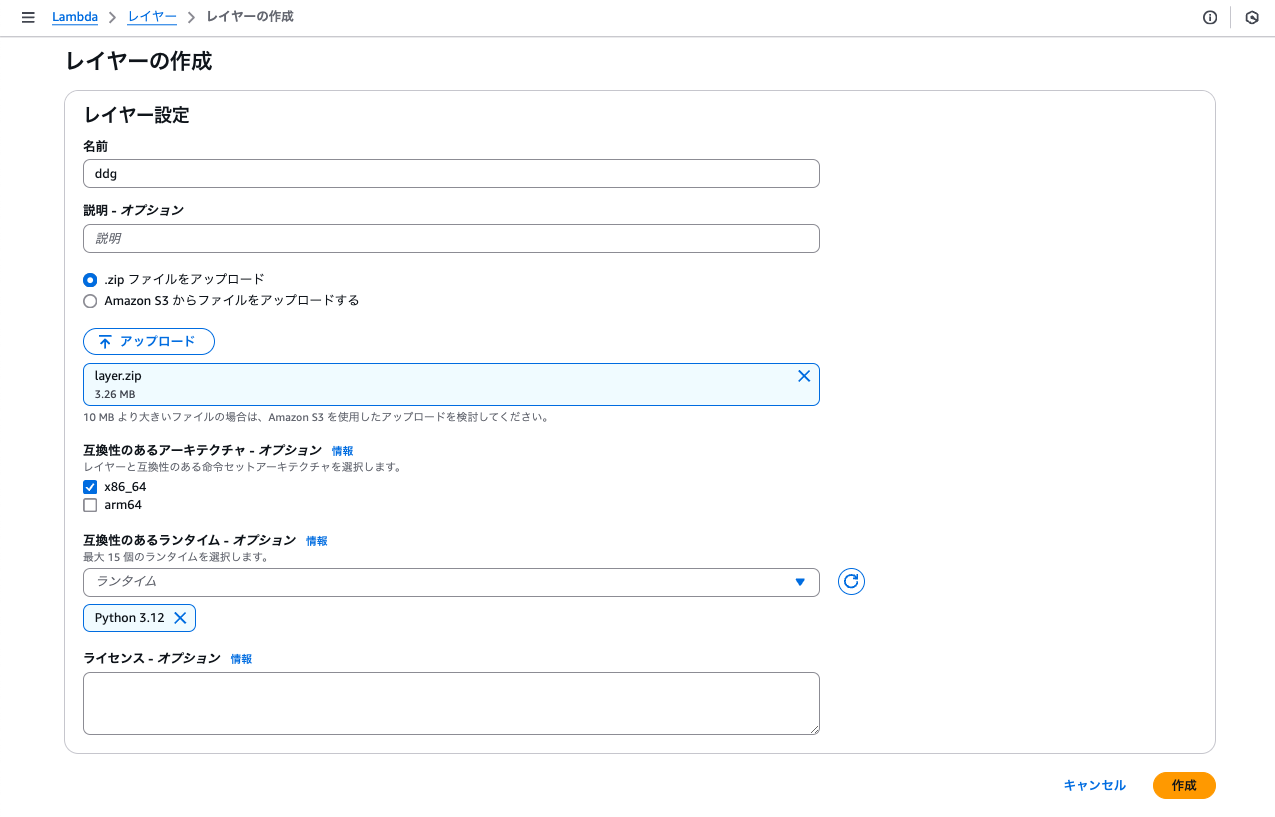 Lambda > レイヤー > レイヤーの作成
レイヤーの作成
レイヤー設定
名前
ddg
説明 - オプション
説明
.zip ファイルをアップロード
Amazon S3 からファイルをアップロードする
アップロード
layer.zip
3.26 MB
10 MB より大きいファイルの場合は、Amazon S3 を使用したアップロードを検討してください。
互換性のあるアーキテクチャ - オプション 情報
レイヤーと互換性のある命令セットアーキテクチャを選択します。
x86_64
arm64
互換性のあるランタイム - オプション 情報
最大 15 個のランタイムを選択します。
ランタイム
Python 3.12
ライセンス - オプション 情報
キャンセル 作成